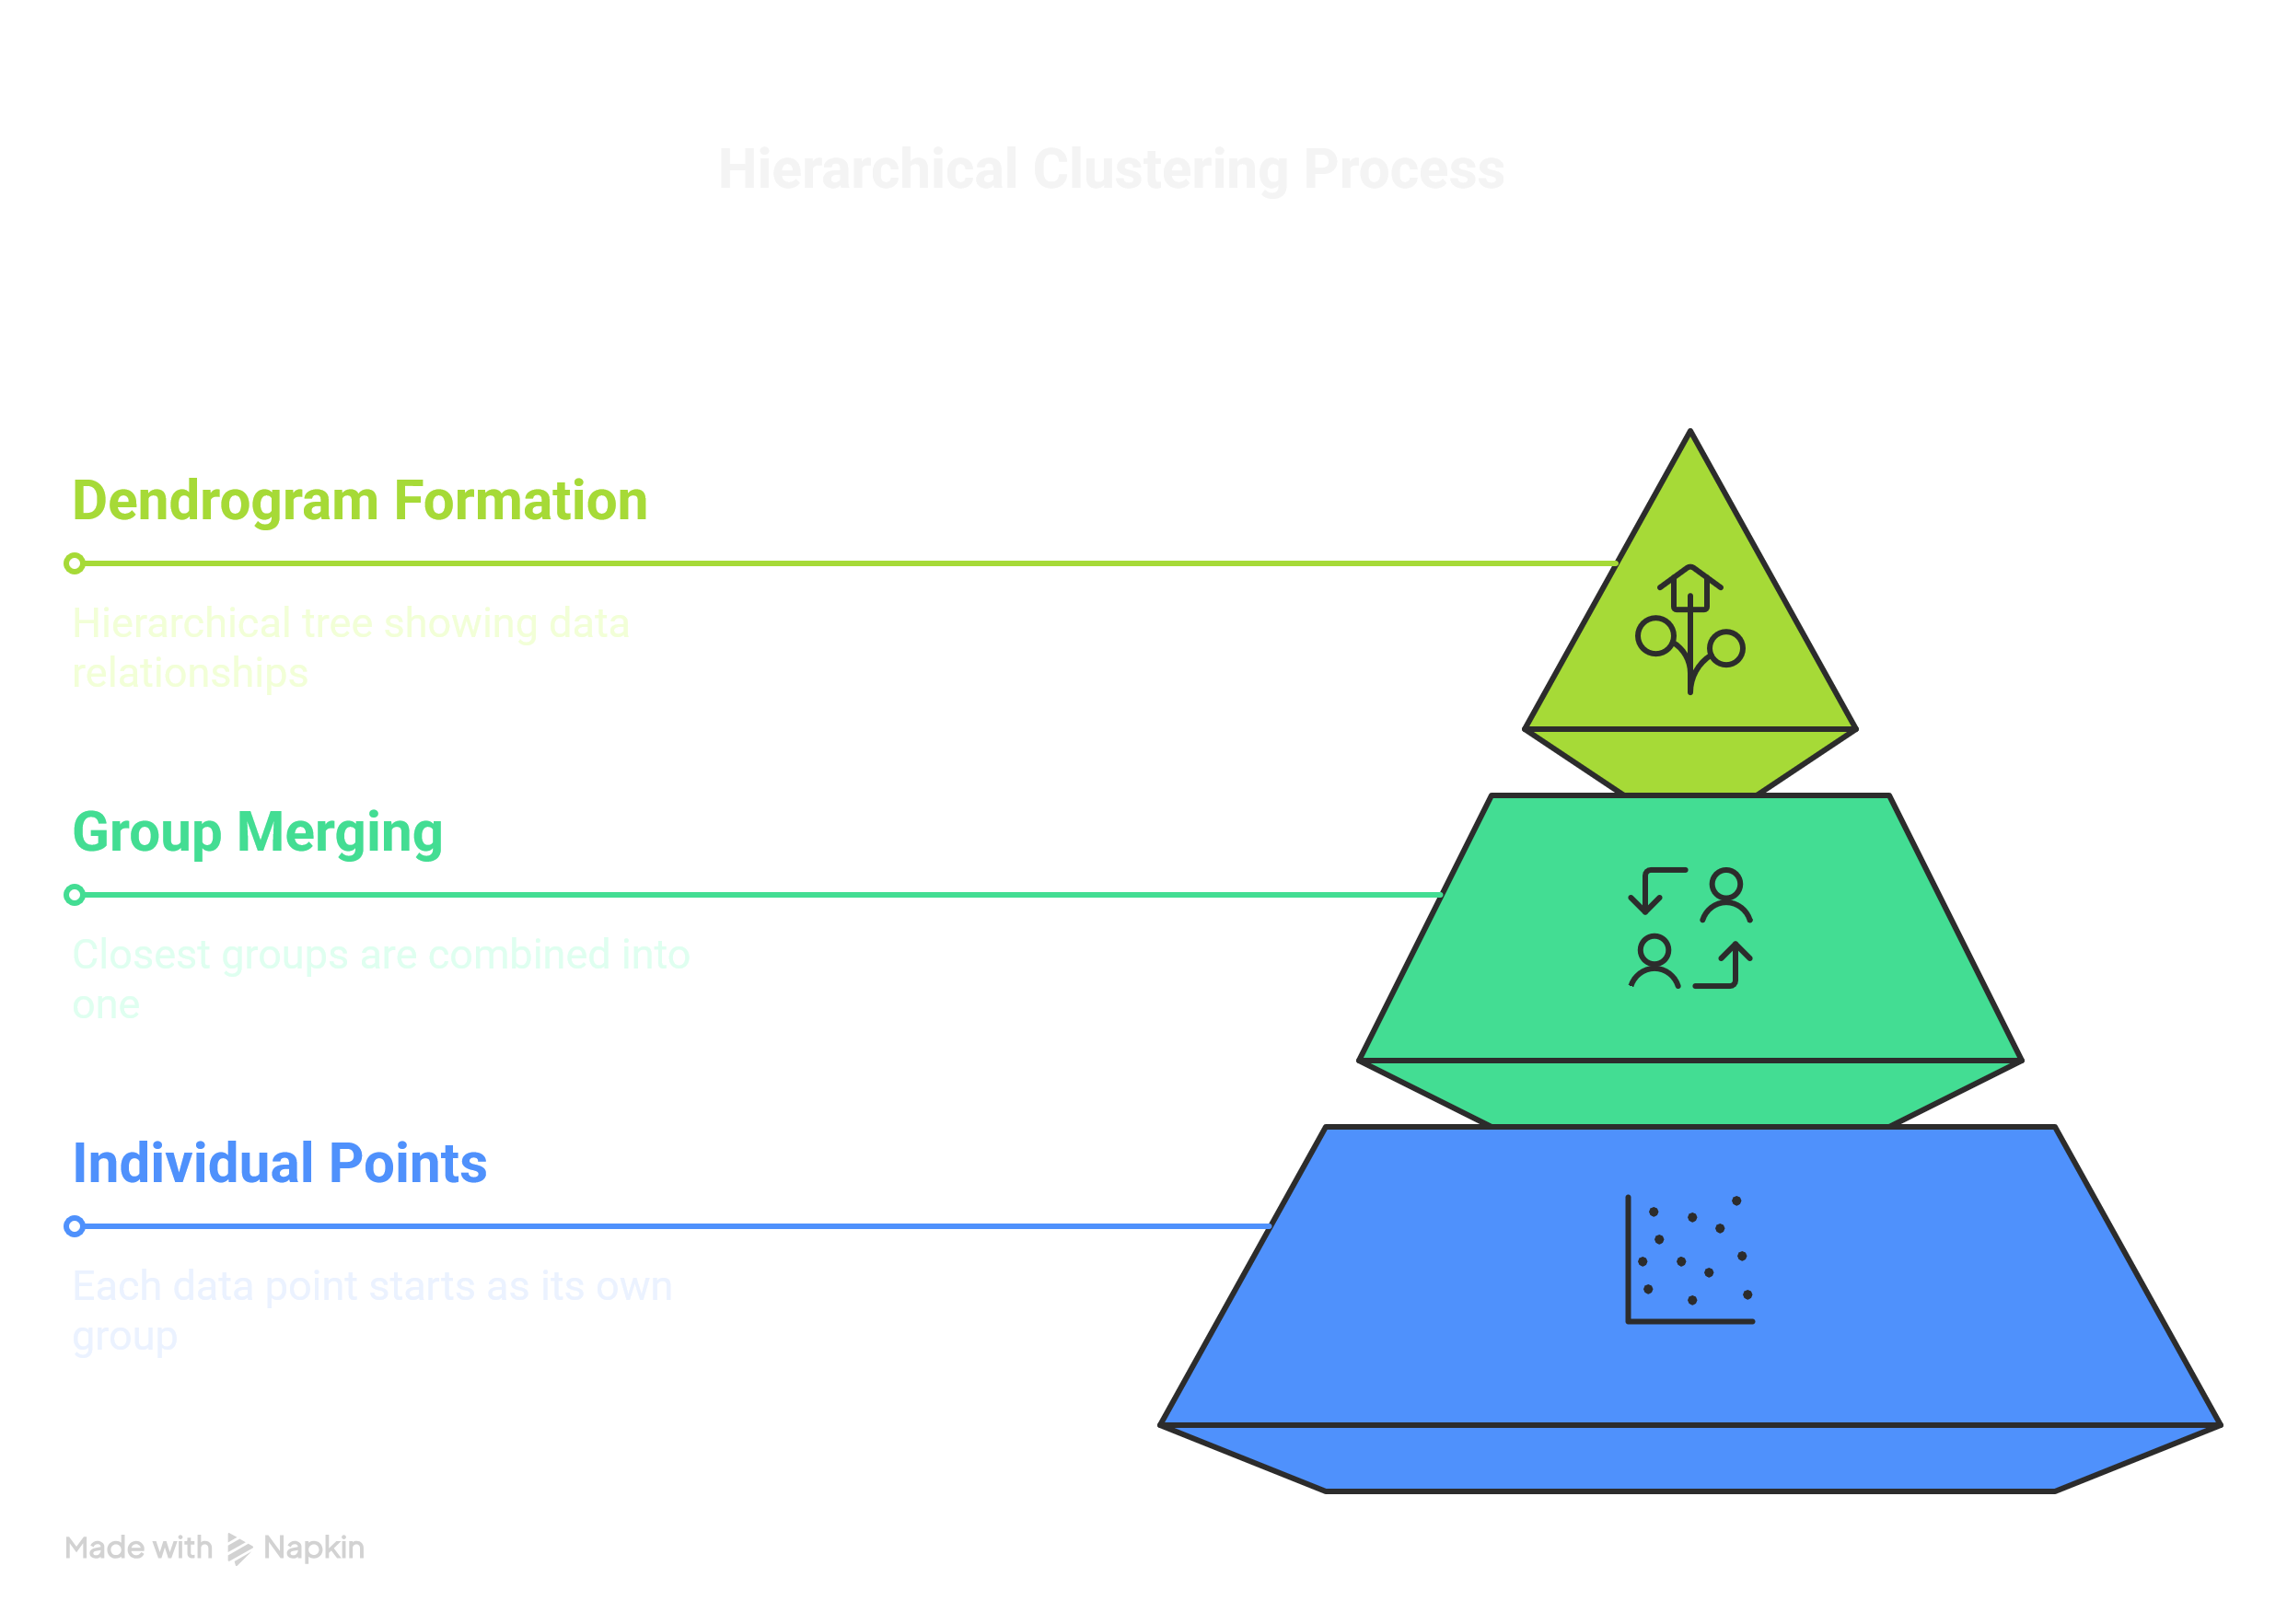 Hierarchical Clustering Process
Dendrogram Formation
Hierarchical tree showing data
relationships
Group Merging
Closest groups are combined into
one
Individual Points
Each data point starts as its own
group
Made with Napkin